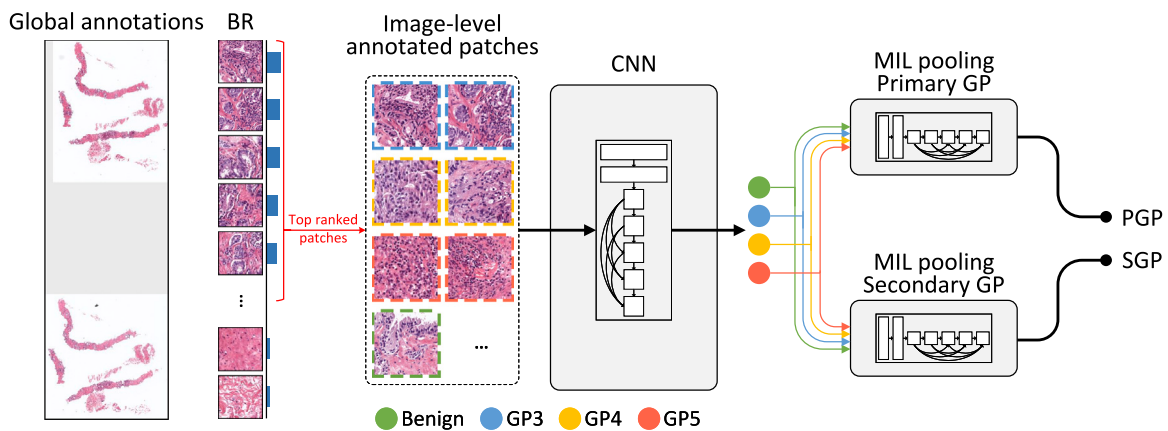 Global annotations
BR
Image-level
annotated patches
CNN
MIL pooling
Primary GP
Top ranked
patches
PGP
SGP
MIL pooling
Secondary GP
...
...
Benign
GP3
GP4
GP5